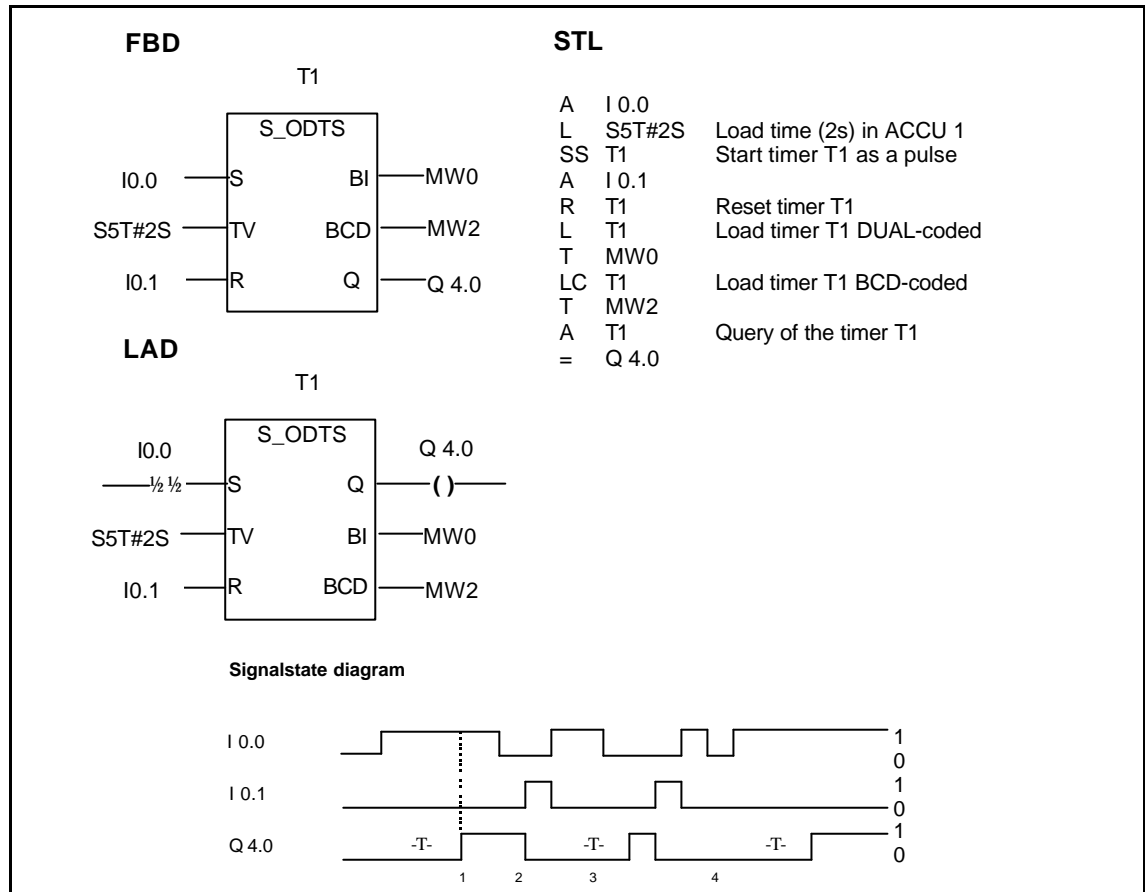 FBD
T1
S_ODTS
I0.0 S BI MW0
S5T#2S TV BCD MW2
I0.1 R Q Q 4.0
LAD
T1
S_ODTS
I0.0 Q 4.0
½ ½ S Q ( )
S5T#2S TV BI MW0
I0.1 R BCD MW2
STL
A I 0.0
L S5T#2S Load time (2s) in ACCU 1
SS T1 Start timer T1 as a pulse
A I 0.1
R T1 Reset timer T1
L T1 Load timer T1 DUAL-coded
T MW0
LC T1 Load timer T1 BCD-coded
T MW2
A T1 Query of the timer T1
= Q 4.0
Signalstate diagram
I 0.0 1
0
I 0.1 1
0
Q 4.0 -T- -T- -T- 1
0
1 2 3 4